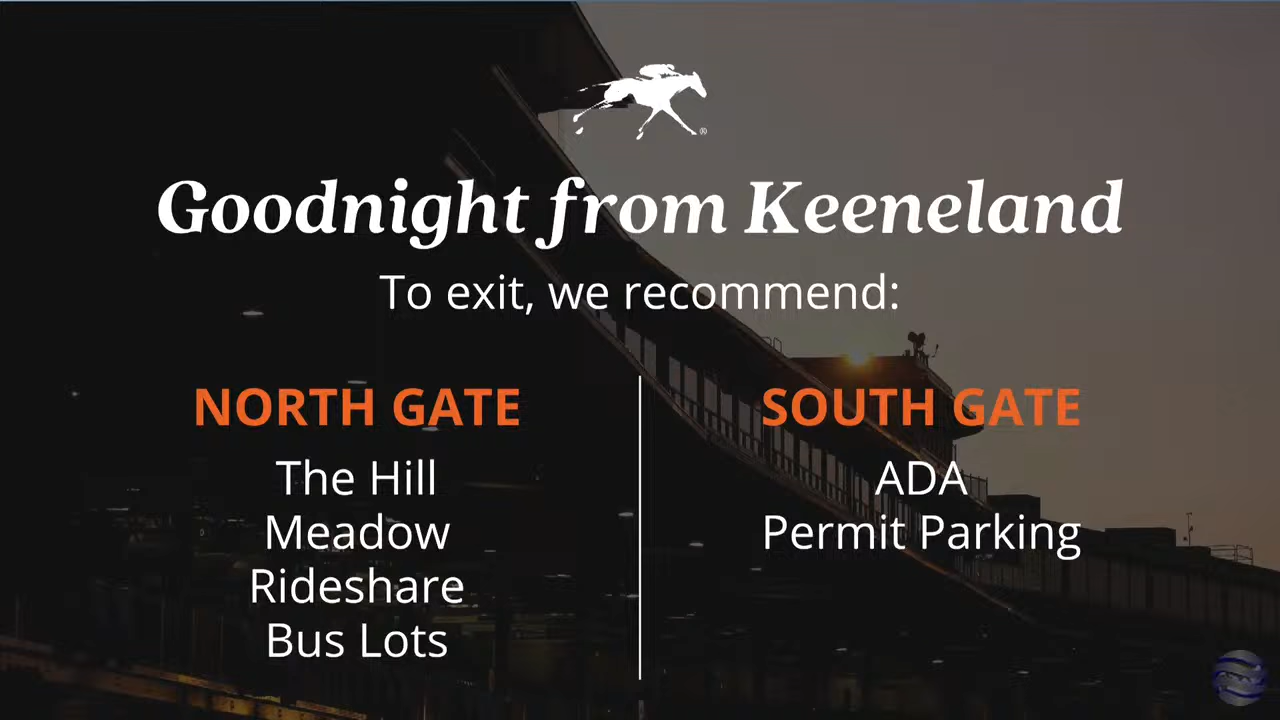 Goodnight from Keeneland
To exit, we recommend:
NORTH GATE
The Hill
Meadow
Rideshare
Bus Lots
SOUTH GATE
ADA
Permit Parking